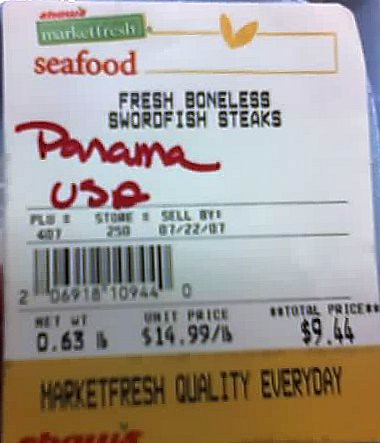 shaw's
marketfresh
seafood
FRESH BONELESS
SWORDFISH STEAKS
Panama
USA
PLU # STORE # SELL BY:
407 250 07/22/07
2 06918 10944 0
NET WT UNIT PRICE **TOTAL PRICE**
0.63 lb $14.99/lb $9.44
MARKETFRESH QUALITY EVERYDAY
shaw's